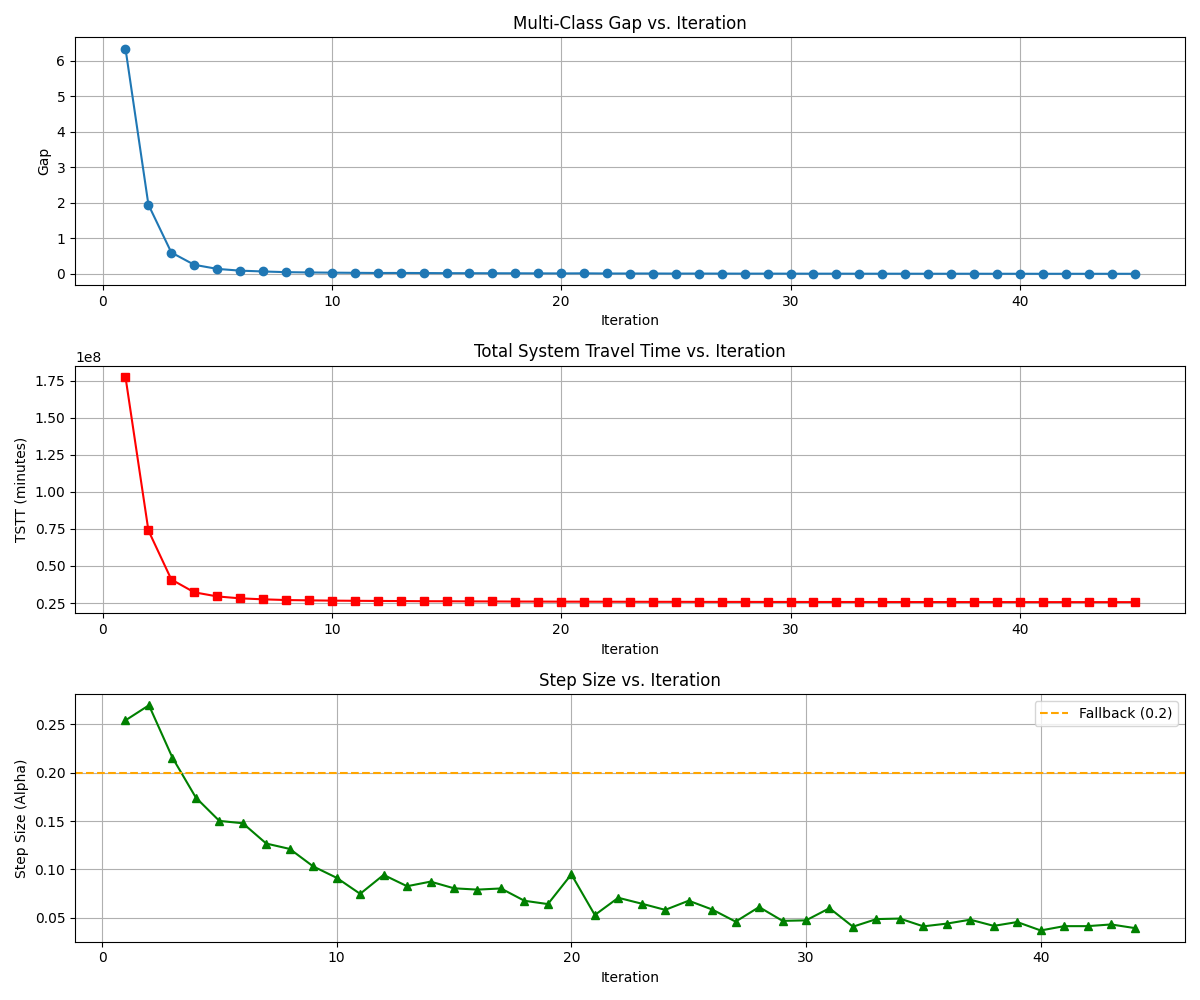 Multi-Class Gap vs. Iteration
6
5
4
3
2
1
0
Gap
0 10 20 30 40
Iteration
Total System Travel Time vs. Iteration
1e8
1.75
1.50
1.25
1.00
0.75
0.50
0.25
TSTT (minutes)
0 10 20 30 40
Iteration
Step Size vs. Iteration
Fallback (0.2)
0.25
0.20
0.15
0.10
0.05
Step Size (Alpha)
0 10 20 30 40
Iteration